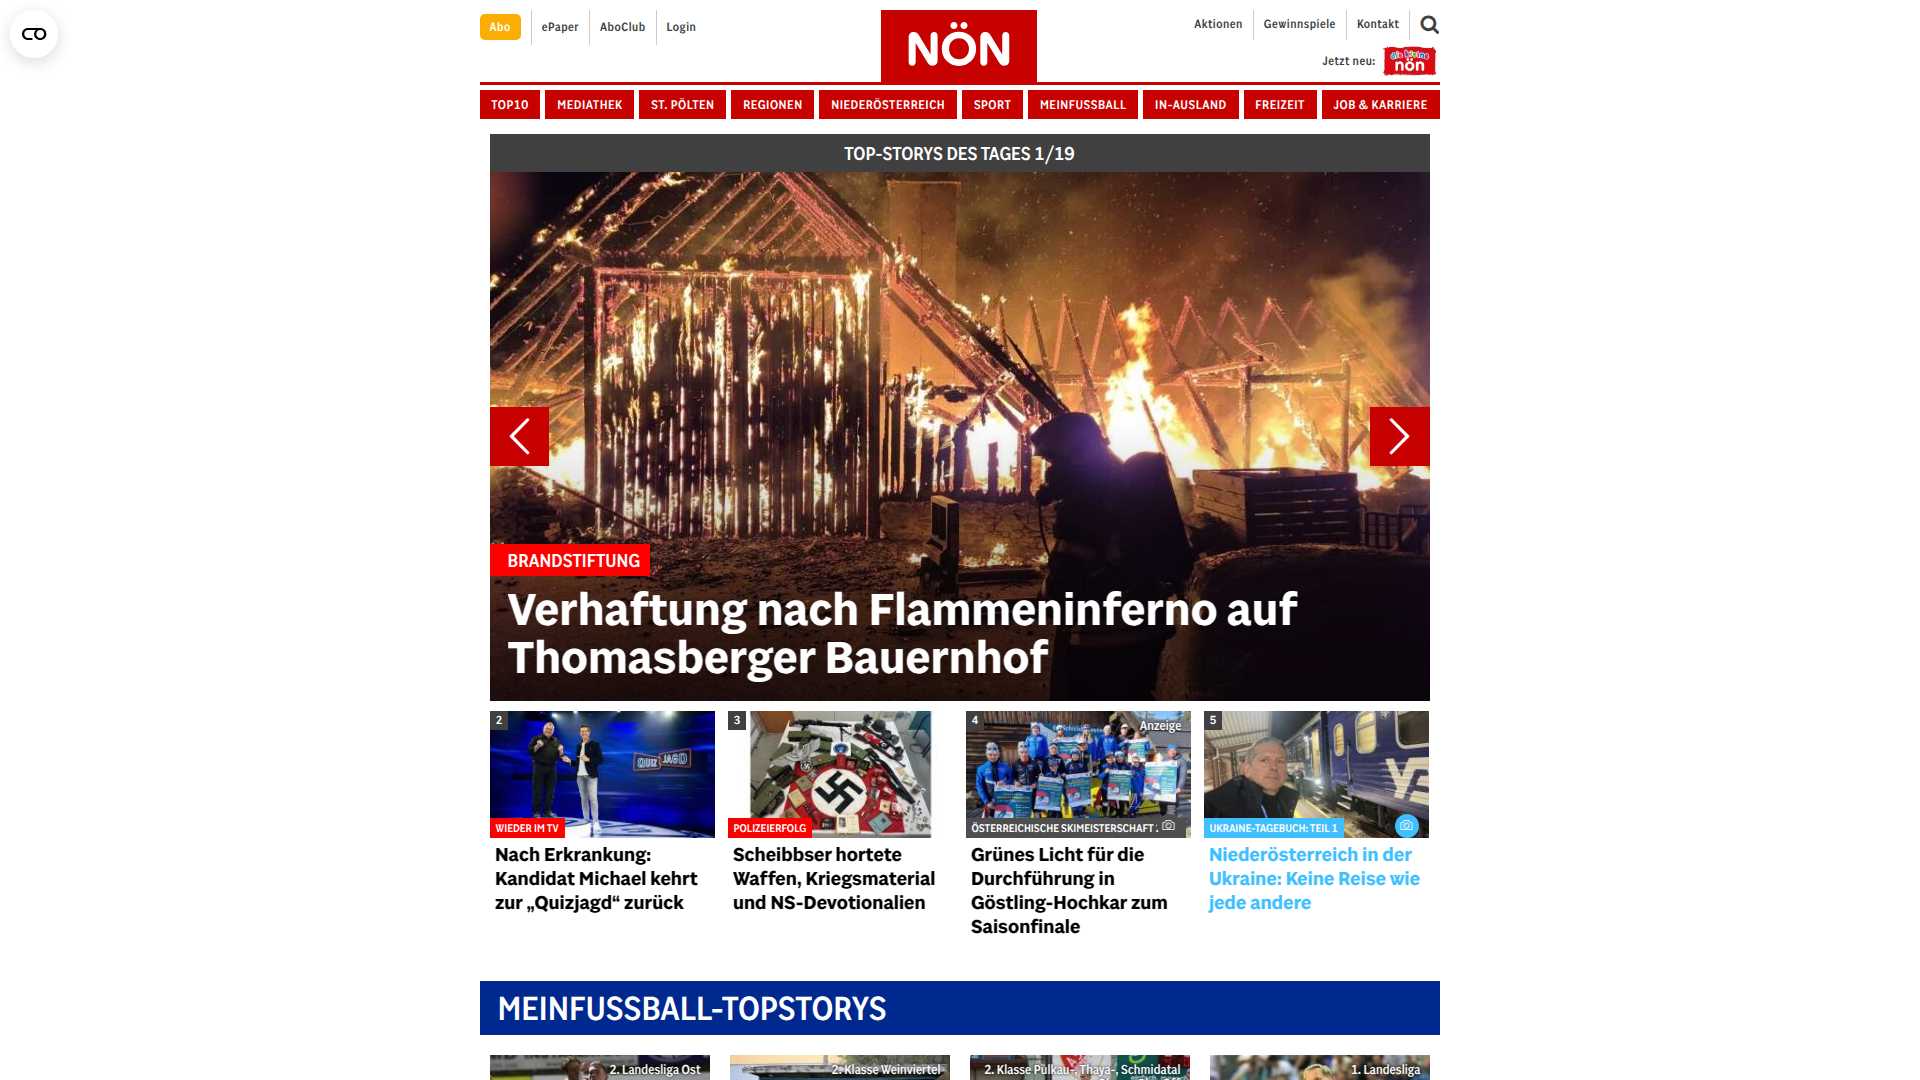 Abo
ePaper
AboClub
Login
NÖN
Aktionen
Gewinnspiele
Kontakt
Jetzt neu:
die kleine
nön
TOP10
MEDIATHEK
ST. PÖLTEN
REGIONEN
NIEDERÖSTERREICH
SPORT
MEINFUSSBALL
IN-AUSLAND
FREIZEIT
JOB & KARRIERE
TOP-STORYS DES TAGES 1/19
BRANDSTIFTUNG
Verhaftung nach Flammeninferno auf
Thomasberger Bauernhof
2
QUIZ JAGD
WIEDER IM TV
Nach Erkrankung:
Kandidat Michael kehrt
zur „Quizjagd“ zurück
3
POLIZEIERFOLG
Scheibbser hortete
Waffen, Kriegsmaterial
und NS-Devotionalien
4
Anzeige
ÖSTERREICHISCHE SKIMEISTERSCHAFT .
Grünes Licht für die
Durchführung in
Göstling-Hochkar zum
Saisonfinale
5
UKRAINE-TAGEBUCH: TEIL 1
Niederösterreich in der
Ukraine: Keine Reise wie
jede andere
MEINFUSSBALL-TOPSTORYS
2. Landesliga Ost
2. Klasse Weinviertel
2. Klasse Pulkau-, Thaya-, Schmidatal
1. Landesliga